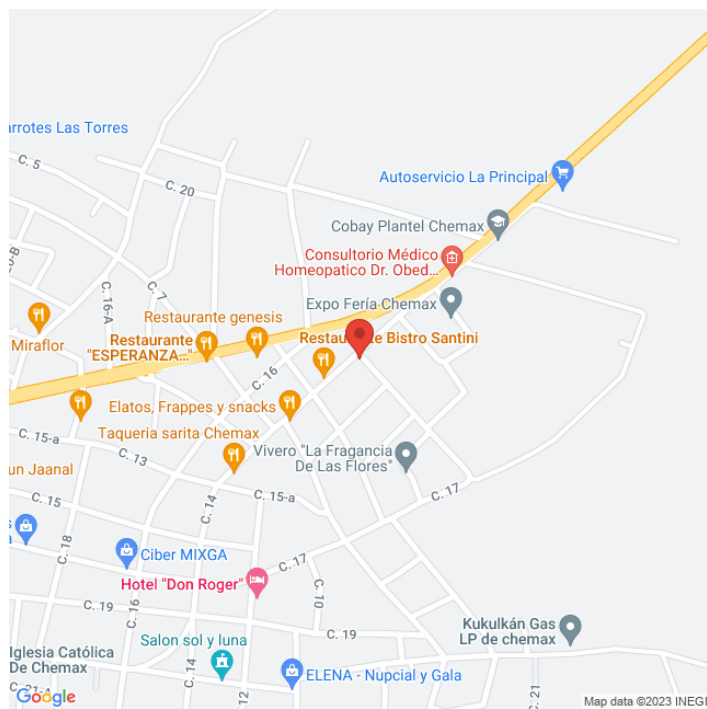 arrotes Las Torres
C. 5
C. 20
Autoservicio La Principal
Cobay Plantel Chemax
Consultorio Médico
Homeopatico Dr. Obed...
o-B
C. 7
C. 16-A
Expo Fería Chemax
Restaurante genesis
Miraflor
Restaurante
"ESPERANZA..."
Restaurante Bistro Santini
C. 16
Elatos, Frappes y snacks
Taqueria sarita Chemax
C. 15-a
C. 13
Vivero "La Fragancia
De Las Flores"
un Jaanal
C. 15-a
C. 17
C. 14
C. 15
s
a
Ciber MIXGA
C. 18
C. 17
Hotel "Don Roger"
C. 16
C. 10
C. 19
C. 19
Kukulkán Gas
LP de chemax
Salon sol y luna
Iglesia Católica
De Chemax
C. 14
ELENA - Nupcial y Gala
C. 21-A
C. 12
C. 21
Google
Map data ©2023 INEGI